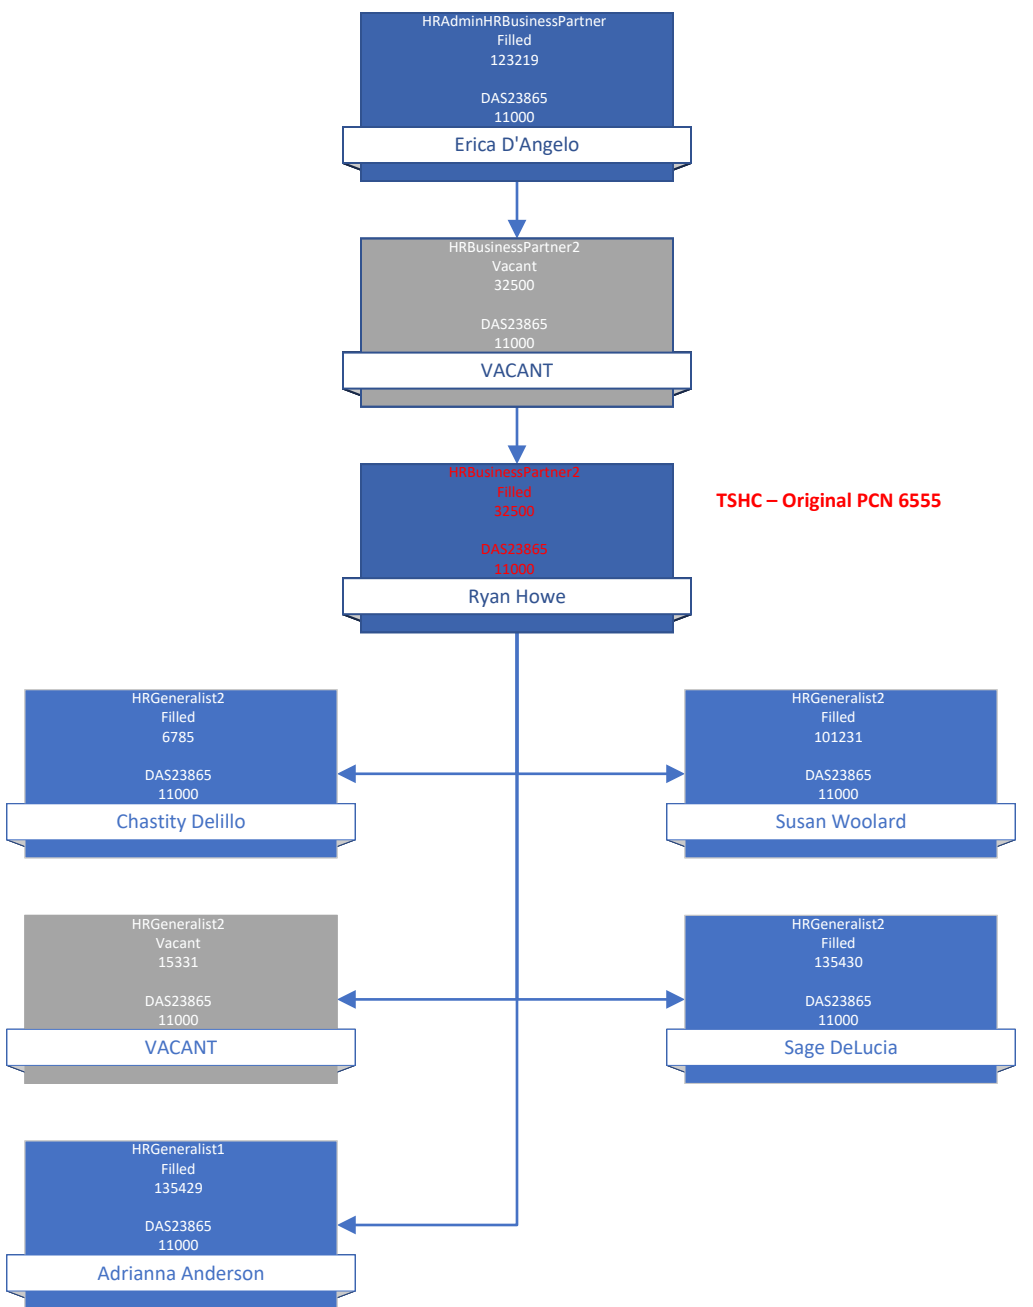 HRAdminHRBusinessPartner
Filled
123219
DAS23865
11000
Erica D'Angelo
HRBusinessPartner2
Vacant
32500
DAS23865
11000
VACANT
HRBusinessPartner2
Filled
32500
DAS23865
11000
Ryan Howe
TSHC – Original PCN 6555
HRGeneralist2
Filled
6785
DAS23865
11000
Chastity Delillo
HRGeneralist2
Filled
101231
DAS23865
11000
Susan Woolard
HRGeneralist2
Vacant
15331
DAS23865
11000
VACANT
HRGeneralist2
Filled
135430
DAS23865
11000
Sage DeLucia
HRGeneralist1
Filled
135429
DAS23865
11000
Adrianna Anderson